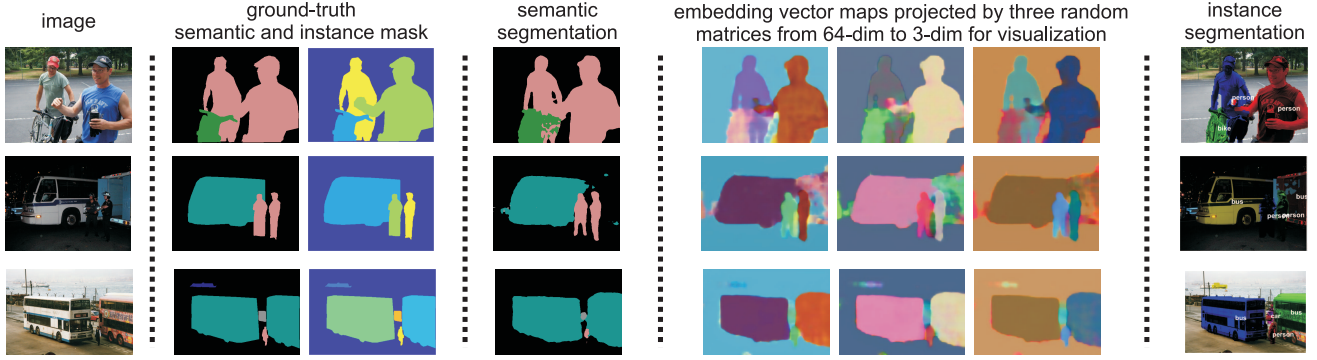 image
ground-truth
semantic and instance mask
semantic
segmentation
embedding vector maps projected by three random
matrices from 64-dim to 3-dim for visualization
instance
segmentation
person
person
bike
bus
bus
person
person
bus
bus
car
person